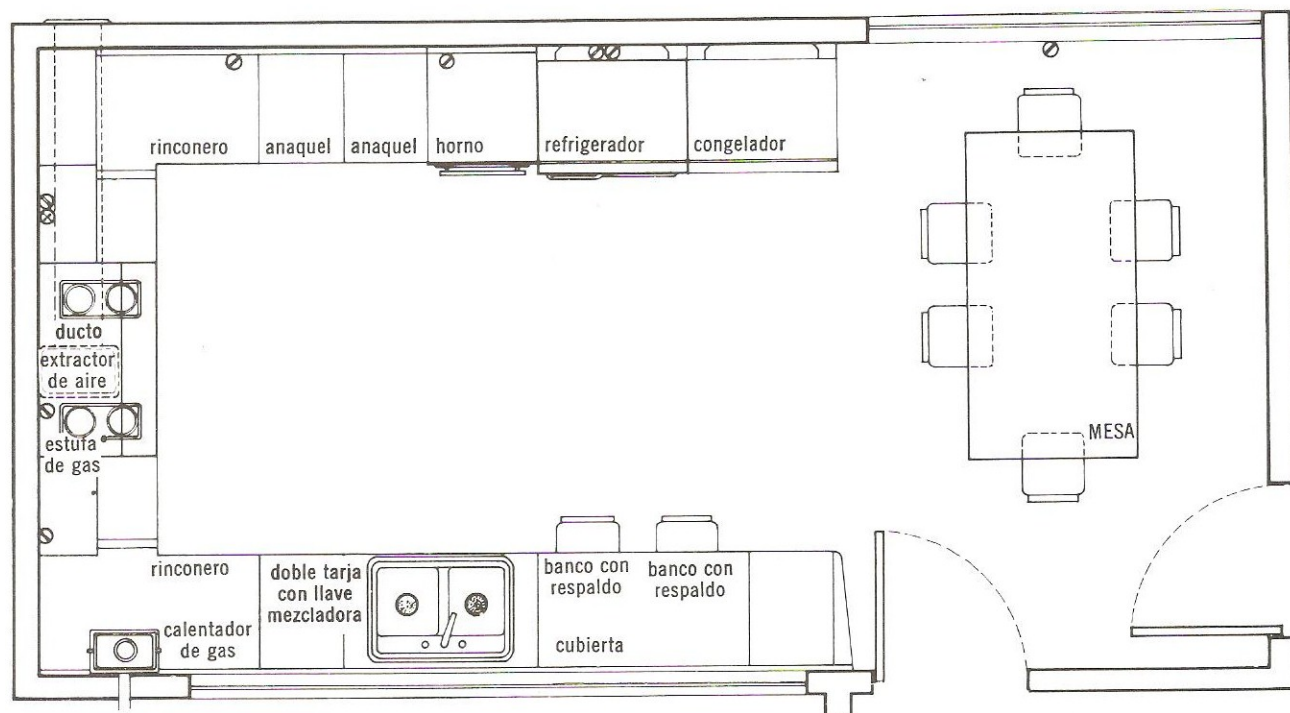 rinconero
anaquel
anaquel
horno
refrigerador
congelador
ducto
extractor
de aire
estufa
de gas
MESA
rinconero
calentador
de gas
doble tarja
con llave
mezcladora
banco con
respaldo
banco con
respaldo
cubierta